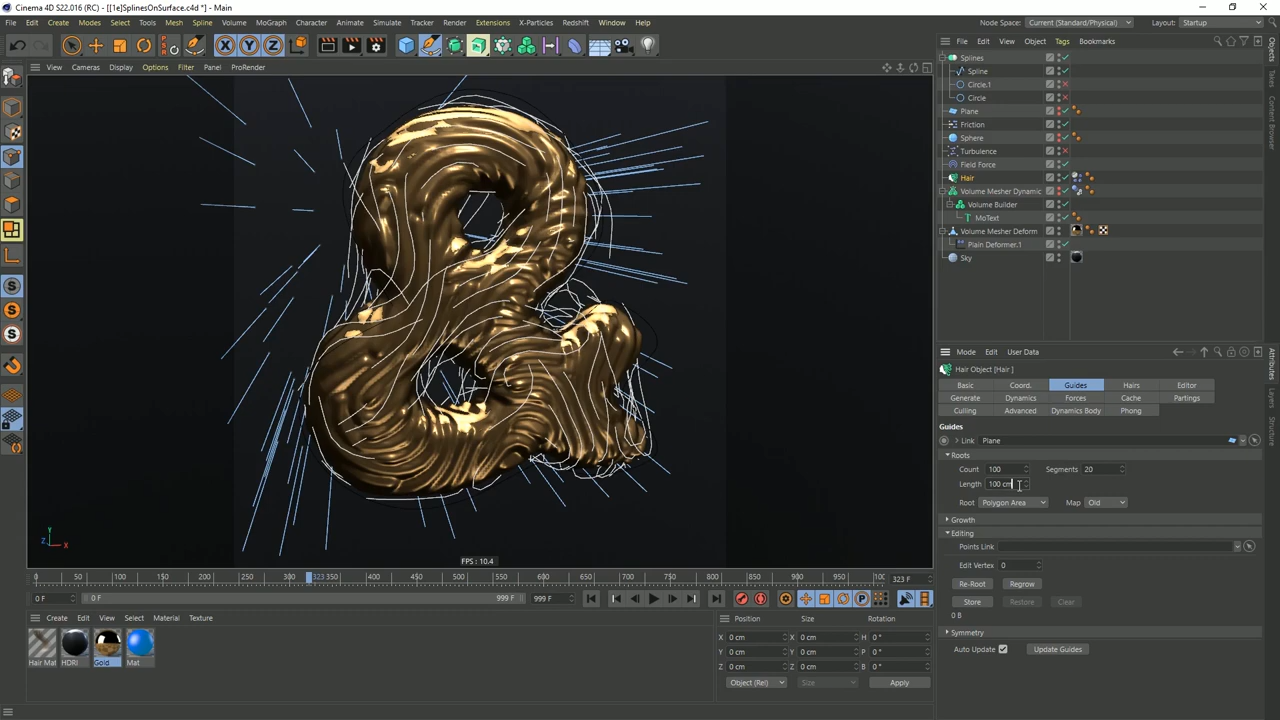 Cinema 4D S22.016 (RC) - [[1e]SplinesOnSurface.c4d *] - Main
File Edit Create Modes Select Tools Mesh Spline Volume MoGraph Character Animate Simulate Tracker Render Extensions X-Particles Redshift Window Help
Node Space: Current (Standard/Physical) Layout: Startup
X Y Z
View Cameras Display Options Filter Panel ProRender
File Edit View Object Tags Bookmarks
Splines
Spline
Circle.1
Circle
Plane
Friction
Sphere
Turbulence
Field Force
Hair
Volume Mesher Dynamic
Volume Builder
MoText
Volume Mesher Deform
Plain Deformer.1
Sky
Objects
Takes
Content Browser
Mode Edit User Data
Hair Object [Hair ]
Basic Coord. Guides Hairs Editor
Generate Dynamics Forces Cache Partings
Culling Advanced Dynamics Body Phong
Guides
Link Plane
Roots
Count 100 Segments 20
Length 100 cm
Root Polygon Area Map Old
Growth
Editing
Points Link
Edit Vertex 0
Re-Root Regrow
Store Restore Clear
0 B
Symmetry
Auto Update Update Guides
Attributes
Layers
Structure
S
S
S
Y
Z X
FPS : 10.4
0 50 100 150 200 250 300 323 350 400 450 500 550 600 650 700 750 800 850 900 950 100 323 F
0 F 0 F 999 F 999 F
P
Create Edit View Select Material Texture
Hair Mat HDRI Gold Mat
Position Size Rotation
X 0 cm X 0 cm H 0 °
Y 0 cm Y 0 cm P 0 °
Z 0 cm Z 0 cm B 0 °
Object (Rel) Size Apply